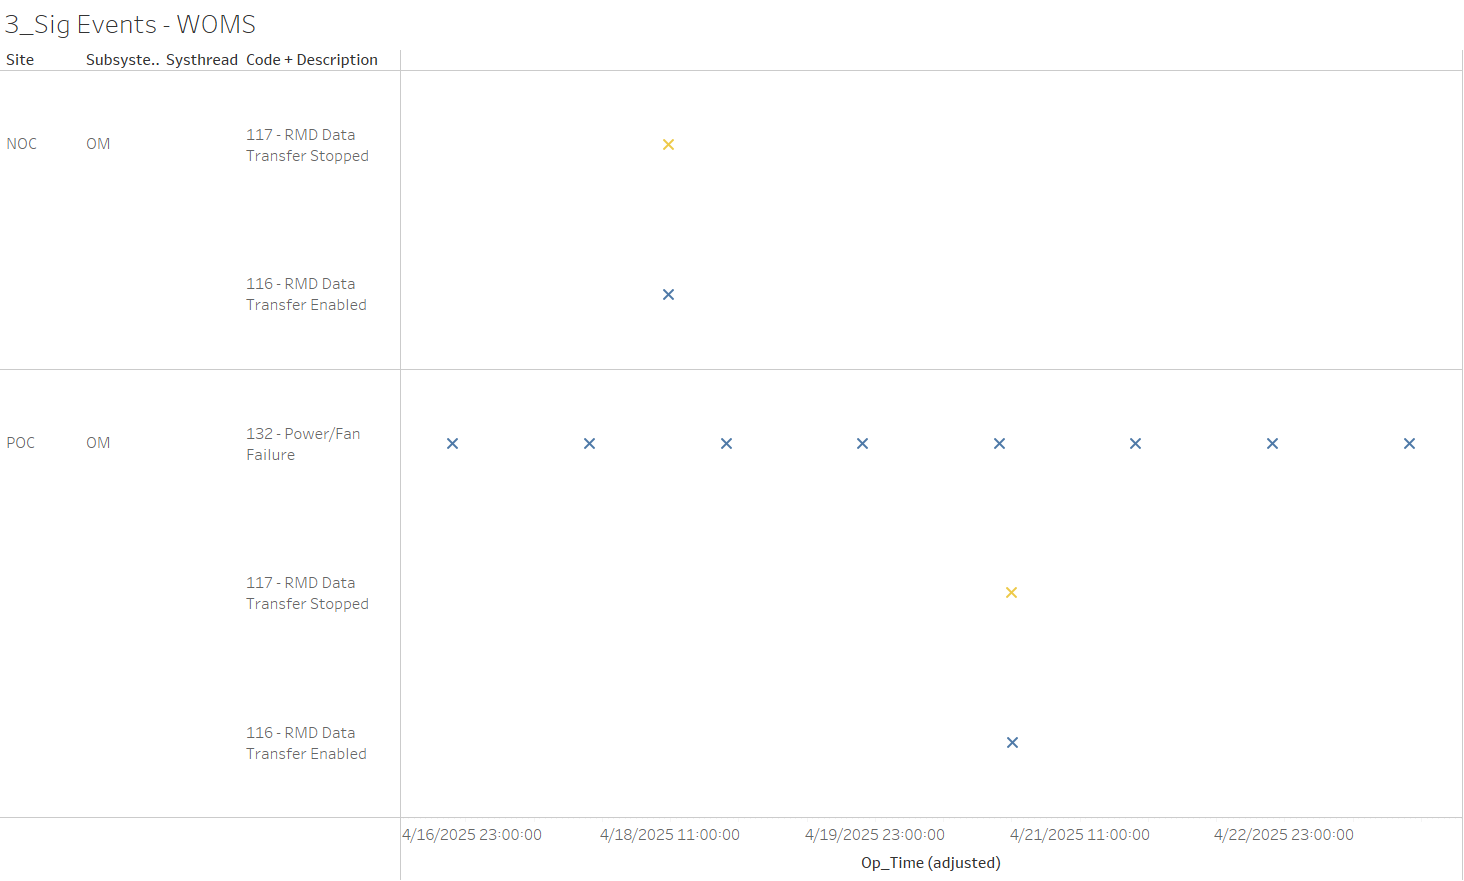 3_Sig Events - WOMS
Site Subsyste.. Systhread Code + Description
NOC OM 117 - RMD Data
Transfer Stopped
116 - RMD Data
Transfer Enabled
POC OM 132 - Power/Fan
Failure
117 - RMD Data
Transfer Stopped
116 - RMD Data
Transfer Enabled
4/16/2025 23:00:00 4/18/2025 11:00:00 4/19/2025 23:00:00 4/21/2025 11:00:00 4/22/2025 23:00:00
Op_Time (adjusted)